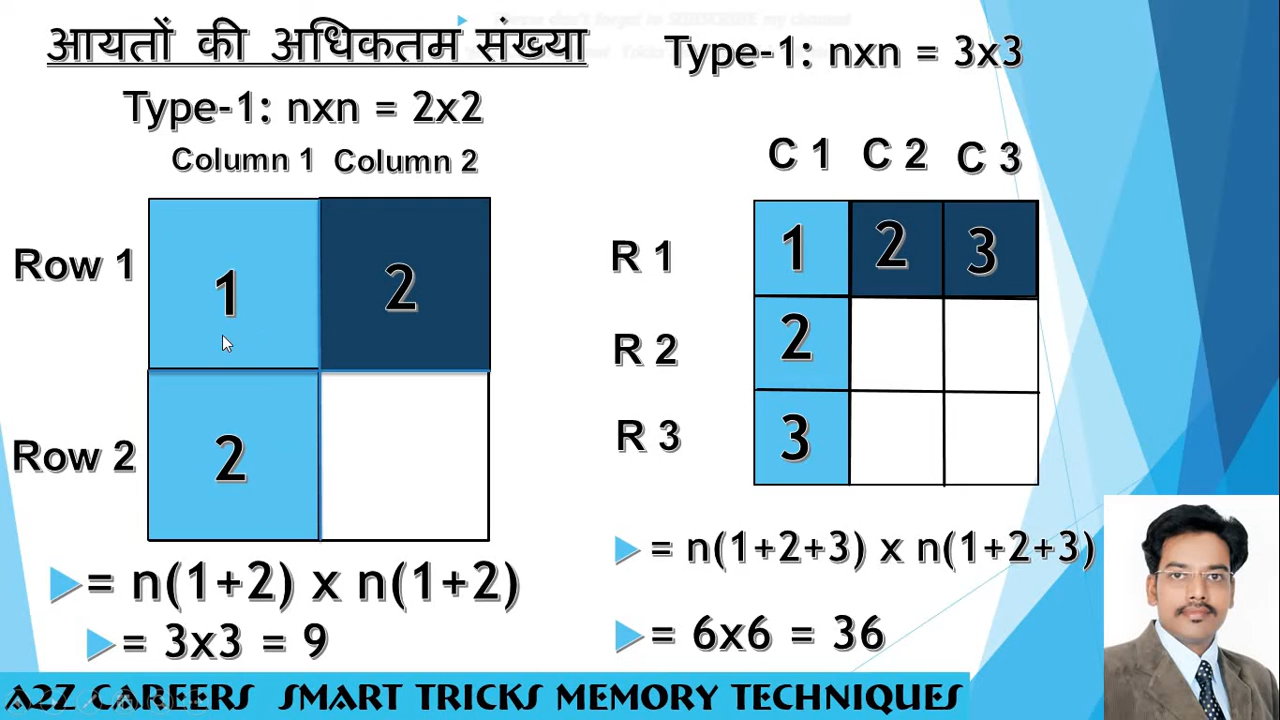 आयतों की अधिकतम संख्या
Type-1: nxn = 2x2
Column 1 Column 2
Row 1
1 2
Row 2
2
= n(1+2) x n(1+2)
= 3x3 = 9
Type-1: nxn = 3x3
C 1 C 2 C 3
R 1 1 2 3
R 2 2
R 3 3
= n(1+2+3) x n(1+2+3)
= 6x6 = 36
A2Z CAREERS SMART TRICKS MEMORY TECHNIQUES